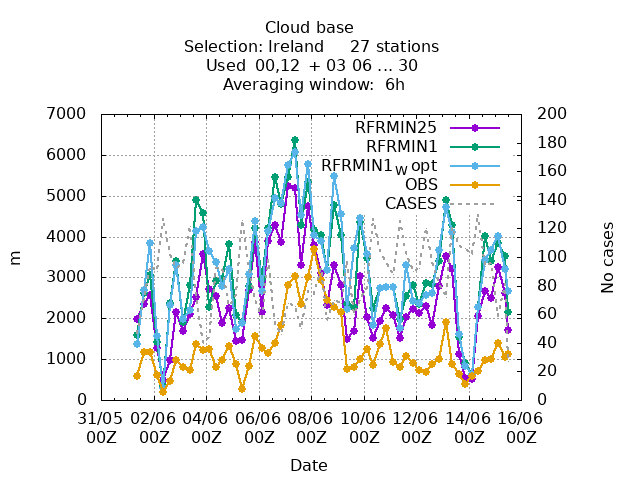 Cloud base
Selection: Ireland 27 stations
Used 00,12 + 03 06 ... 30
Averaging window: 6h
7000
6000
5000
4000
3000
2000
1000
0
m
200
180
160
140
120
100
80
60
40
20
0
No cases
RFRMIN25
RFRMIN1
RFRMIN1w opt
OBS
CASES
31/05 02/06 04/06 06/06 08/06 10/06 12/06 14/06 16/06
00Z 00Z 00Z 00Z 00Z 00Z 00Z 00Z 00Z
Date